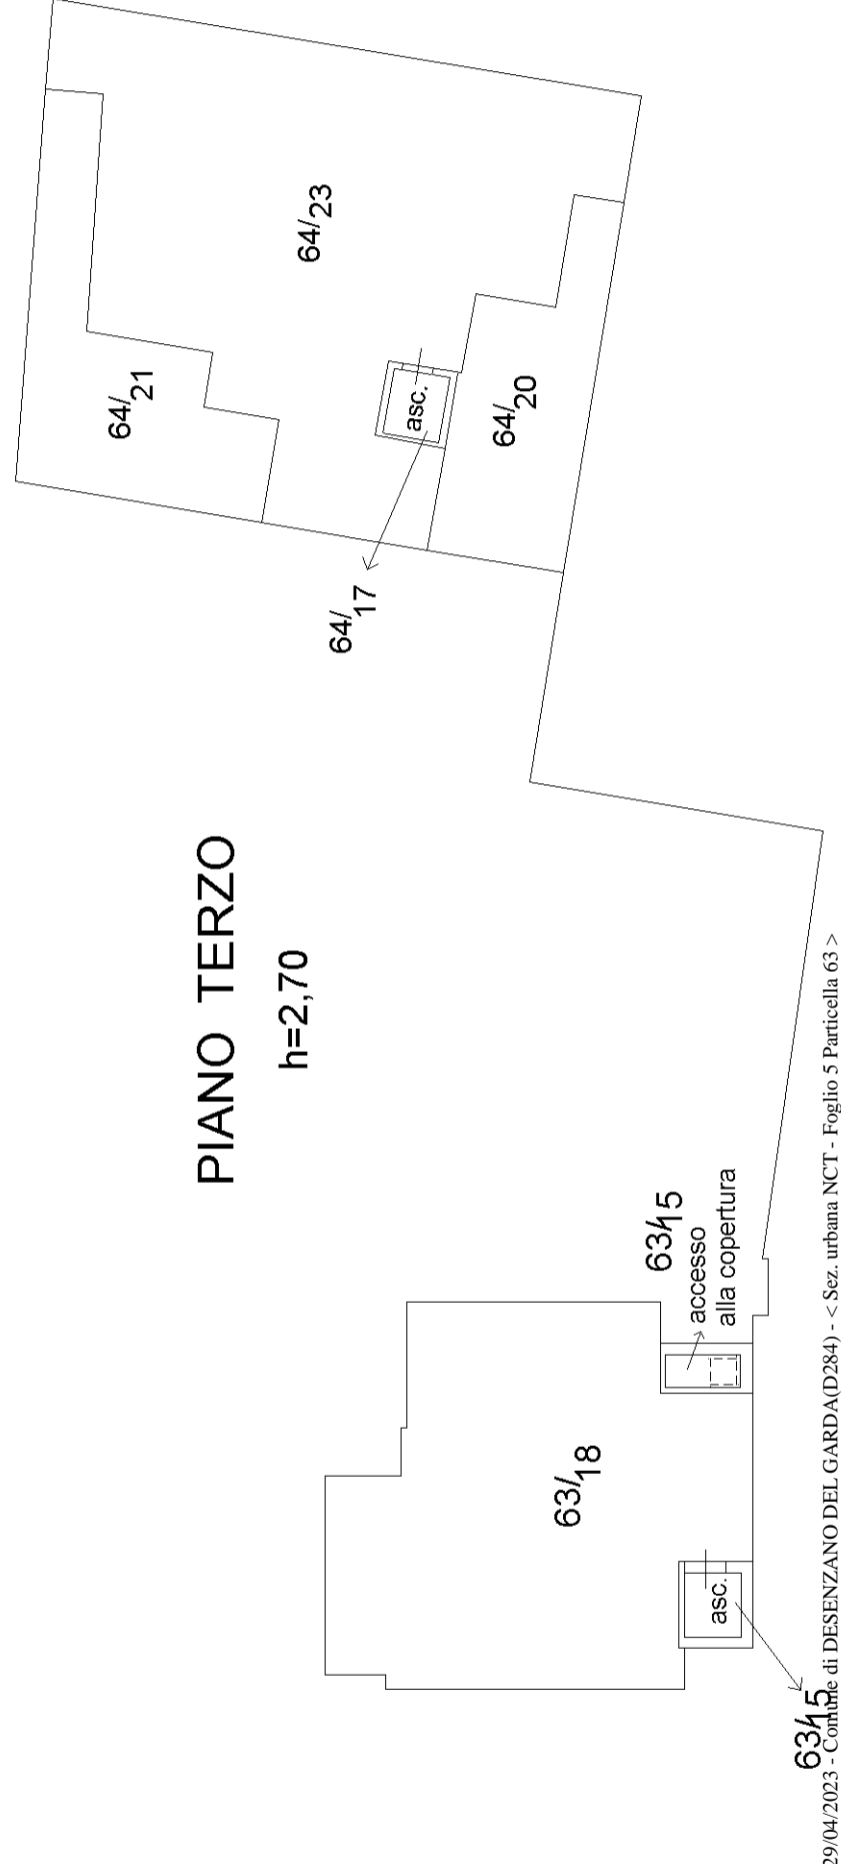 PIANO TERZO
h=2,70
64/21
64/23
asc.
64/20
64/17
63/18
63/15
accesso
alla copertura
asc.
63/15
29/04/2023 - Comune di DESENZANO DEL GARDA(D284) - < Sez. urbana NCT - Foglio 5 Particella 63 >